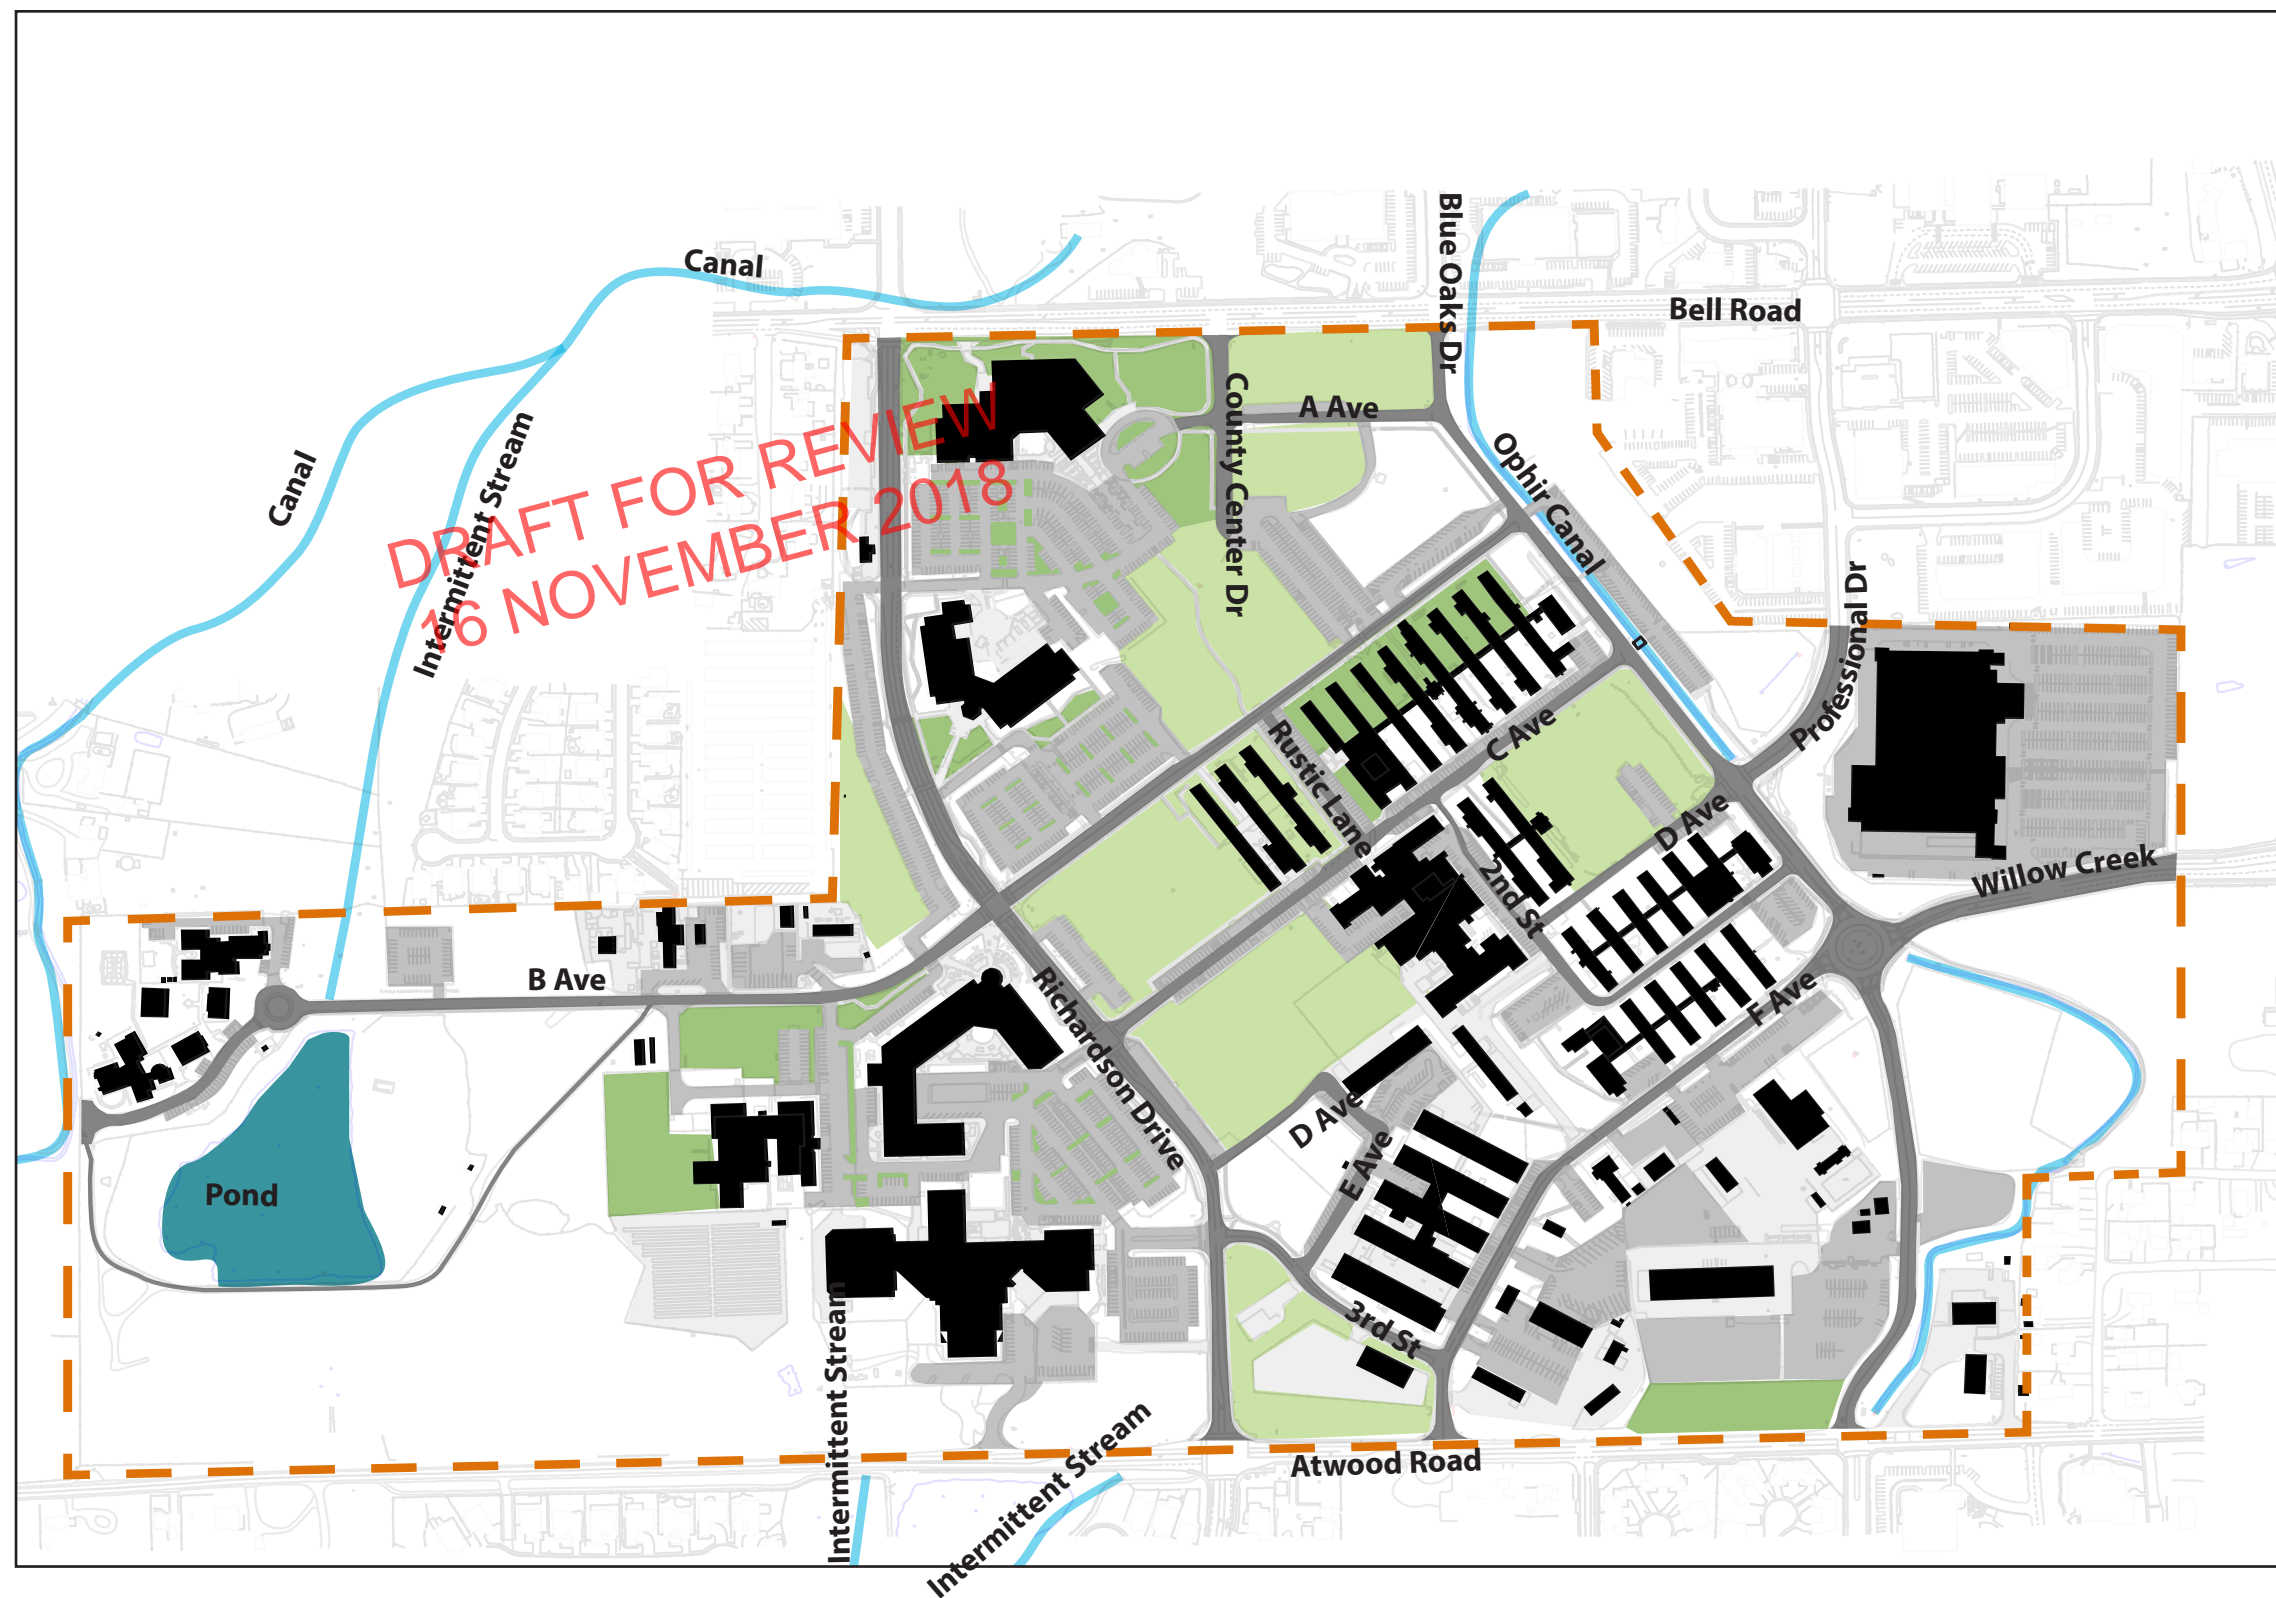 Blue Oaks Dr
Canal
Bell Road
County Center Dr
A Ave
DRAFT FOR REVIEW
16 NOVEMBER 2018
Canal
Intermittent Stream
Ophir Canal
Professional Dr
Rustic Lane
C Ave
D Ave
Willow Creek
2nd St
B Ave
Richardson Drive
F Ave
D Ave
E Ave
Pond
3rd St
Intermittent Stream
Intermittent Stream
Atwood Road